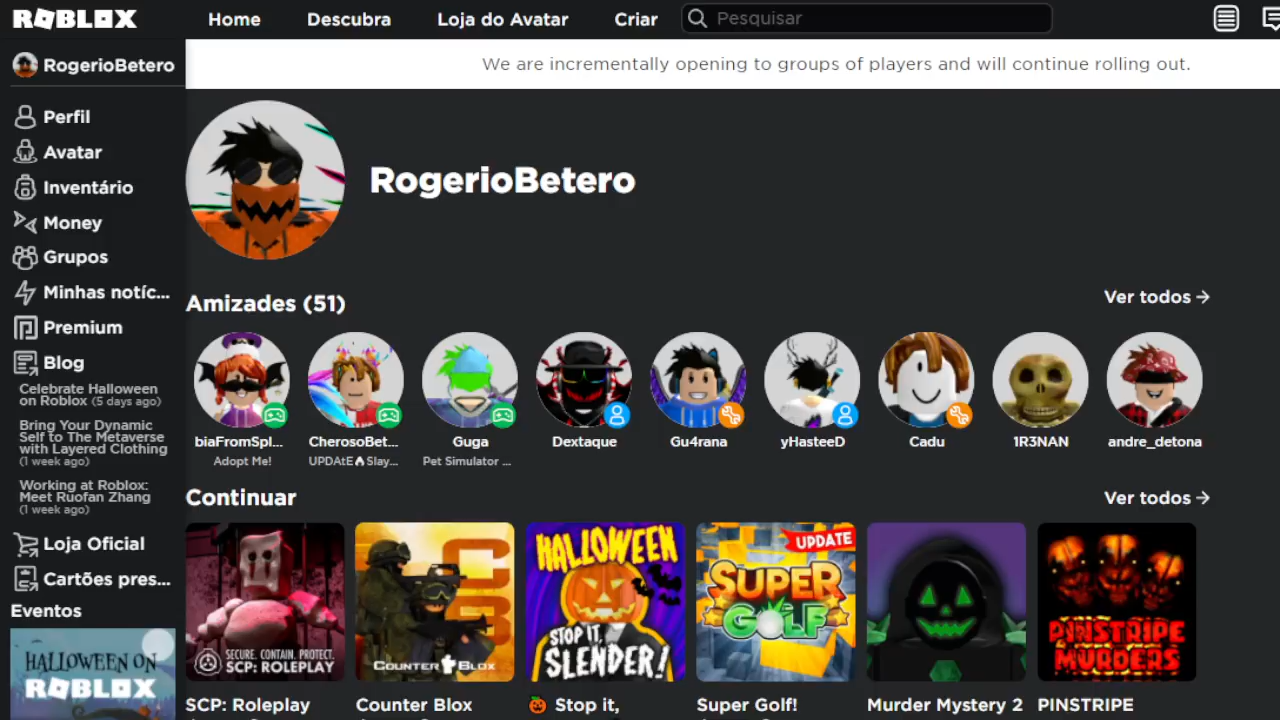 ROBLOX
Home
Descubra
Loja do Avatar
Criar
Pesquisar
RogerioBetero
We are incrementally opening to groups of players and will continue rolling out.
Perfil
Avatar
Inventário
Money
Grupos
Minhas notíc...
Premium
Blog
Celebrate Halloween
on Roblox (5 days ago)
Bring Your Dynamic
Self to The Metaverse
with Layered Clothing
(1 week ago)
Working at Roblox:
Meet Ruofan Zhang
(1 week ago)
Loja Oficial
Cartões pres...
Eventos
HALLOWEEN ON
ROBLOX
RogerioBetero
Amizades (51)
Ver todos →
biaFromSpl...
Adopt Me!
CherosoBet...
UPDAtE🔥Slay...
Guga
Pet Simulator ...
Dextaque
Gu4rana
yHasteeD
Cadu
1R3NAN
andre_detona
Continuar
Ver todos →
SECURE. CONTAIN. PROTECT.
SCP: ROLEPLAY
CB
COUNTER BLOX
HALLOWEEN
STOP IT,
SLENDER!
UPDATE
SUPER
GOLF
PINSTRIPE
MURDERS
SCP: Roleplay
Counter Blox
🎃 Stop it,
Super Golf!
Murder Mystery 2
PINSTRIPE